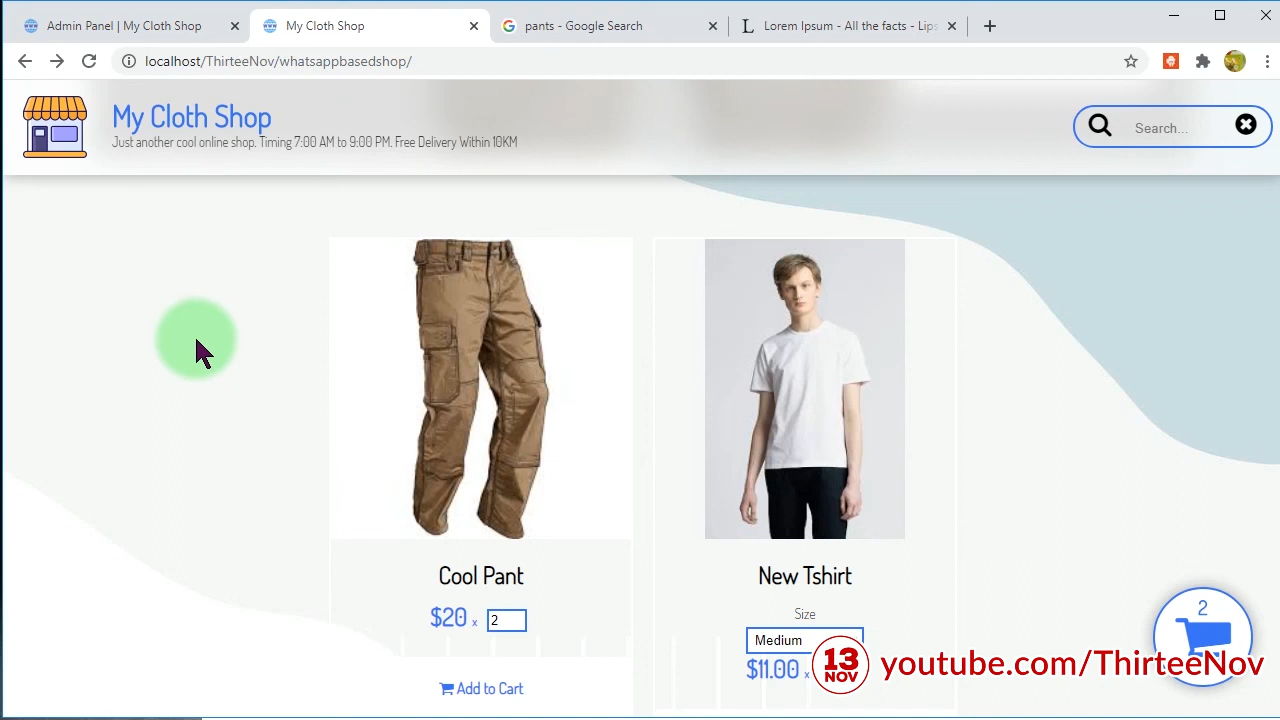 Admin Panel | My Cloth Shop
My Cloth Shop
pants - Google Search
Lorem Ipsum - All the facts - Lips
localhost/ThirteeNov/whatsappbasedshop/
My Cloth Shop
Just another cool online shop. Timing 7:00 AM to 9:00 PM. Free Delivery Within 10KM
Search...
Cool Pant
$20 x 2
Add to Cart
New Tshirt
Size
Medium
$11.00 x
2
13
NOV
youtube.com/ThirteeNov